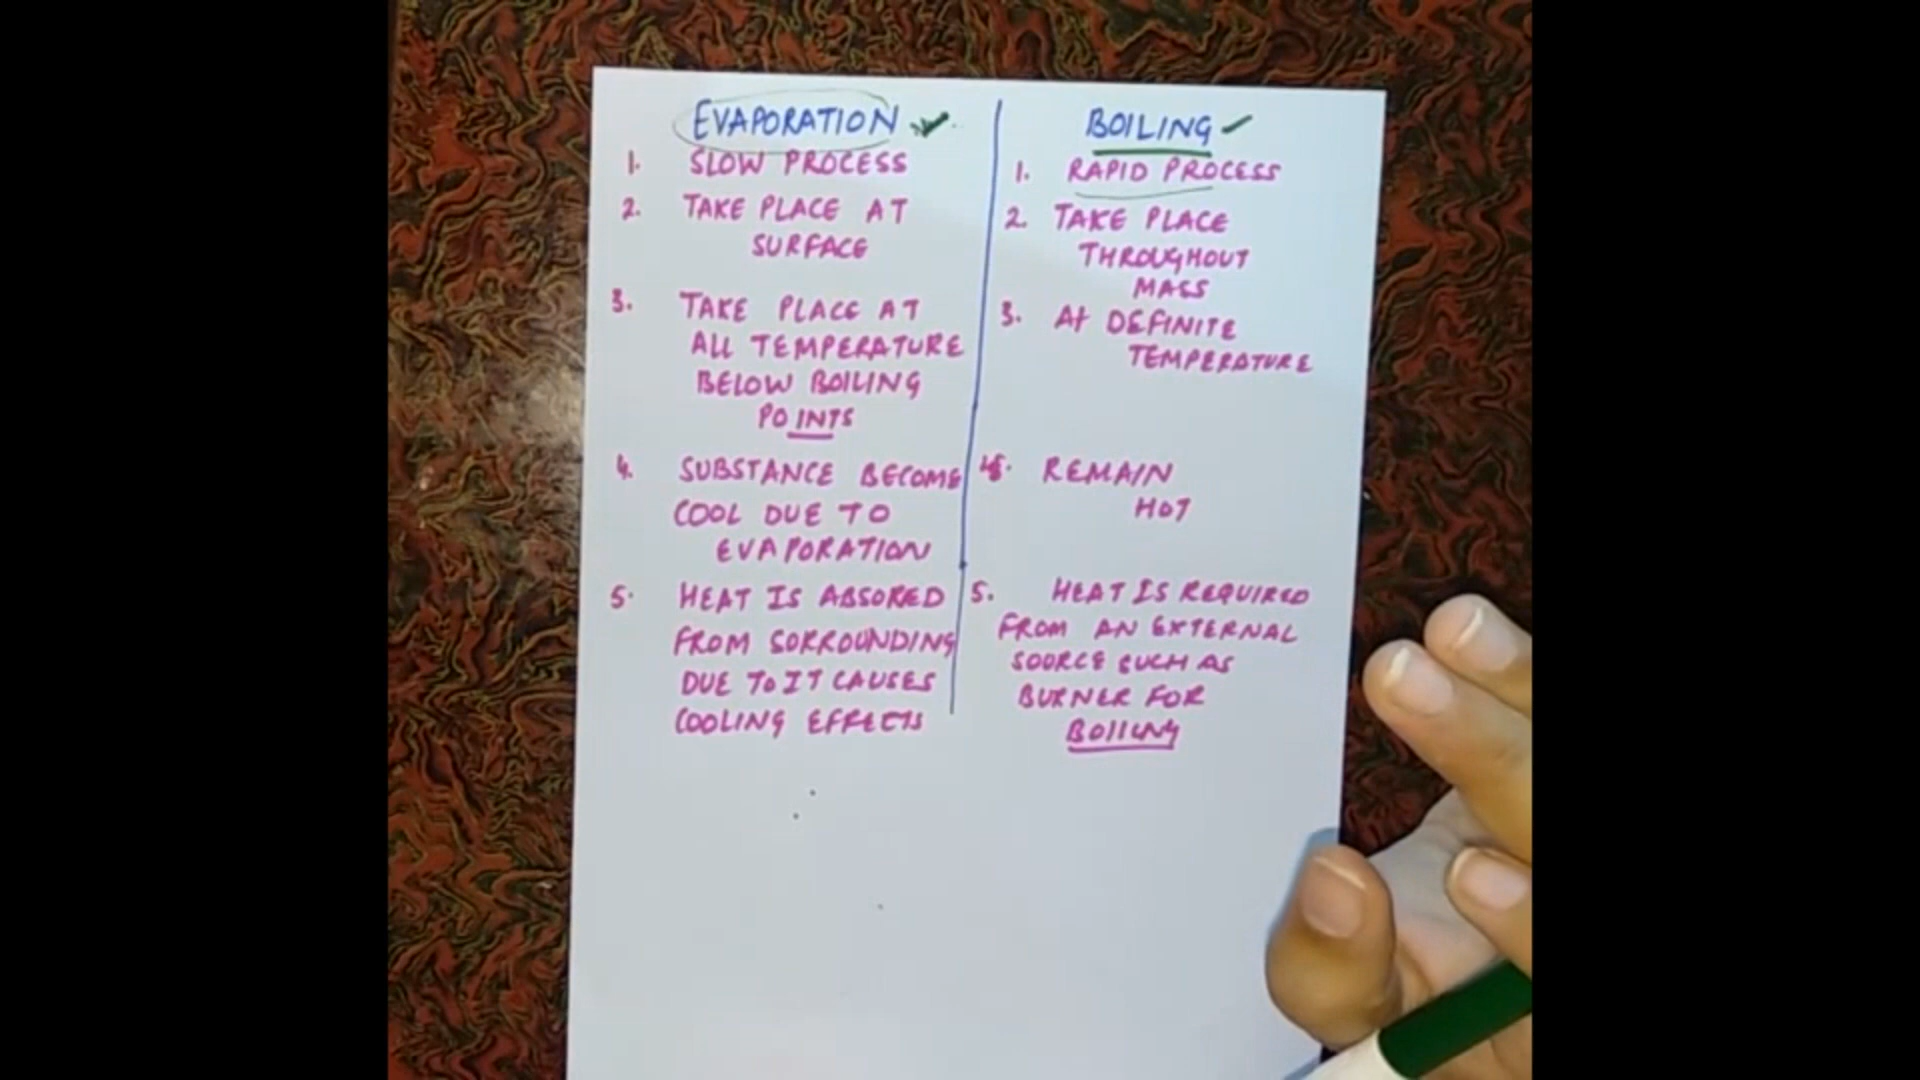 EVAPORATION
1. SLOW PROCESS
2. TAKE PLACE AT
SURFACE
3. TAKE PLACE AT
ALL TEMPERATURE
BELOW BOILING
POINTS
4. SUBSTANCE BECOME
COOL DUE TO
EVAPORATION
5. HEAT IS ABSORED
FROM SORROUNDING
DUE TO IT CAUSES
COOLING EFFECTS
BOILING
1. RAPID PROCESS
2. TAKE PLACE
THROUGHOUT
MASS
3. At DEFINITE
TEMPERATURE
4. REMAIN
HOT
5. HEAT IS REQUIRED
FROM AN EXTERNAL
SOORCE SUCH AS
BURNER FOR
BOILING